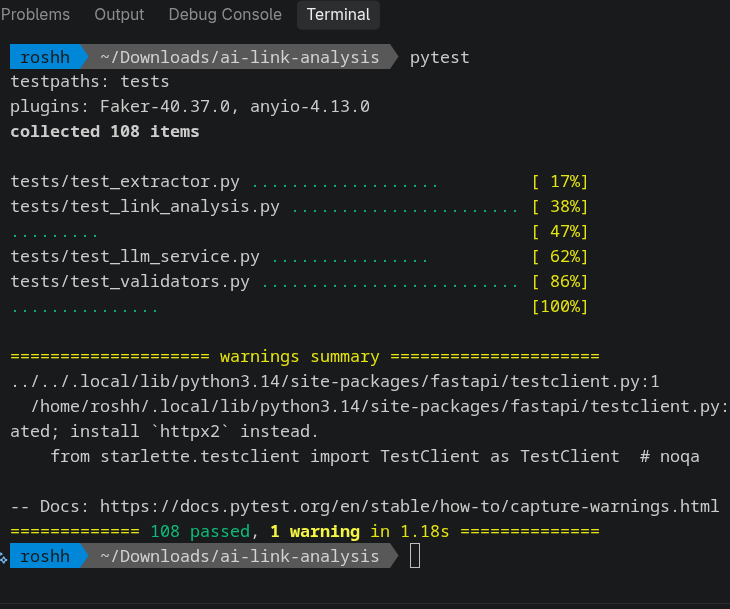 Problems Output Debug Console Terminal
roshh ~/Downloads/ai-link-analysis pytest
testpaths: tests
plugins: Faker-40.37.0, anyio-4.13.0
collected 108 items
tests/test_extractor.py ................... [ 17%]
tests/test_link_analysis.py ....................... [ 38%]
......... [ 47%]
tests/test_llm_service.py ................ [ 62%]
tests/test_validators.py .......................... [ 86%]
............... [100%]
==================== warnings summary =====================
../../.local/lib/python3.14/site-packages/fastapi/testclient.py:1
/home/roshh/.local/lib/python3.14/site-packages/fastapi/testclient.py:
ated; install `httpx2` instead.
from starlette.testclient import TestClient as TestClient # noqa
-- Docs: https://docs.pytest.org/en/stable/how-to/capture-warnings.html
============= 108 passed, 1 warning in 1.18s ==============
roshh ~/Downloads/ai-link-analysis